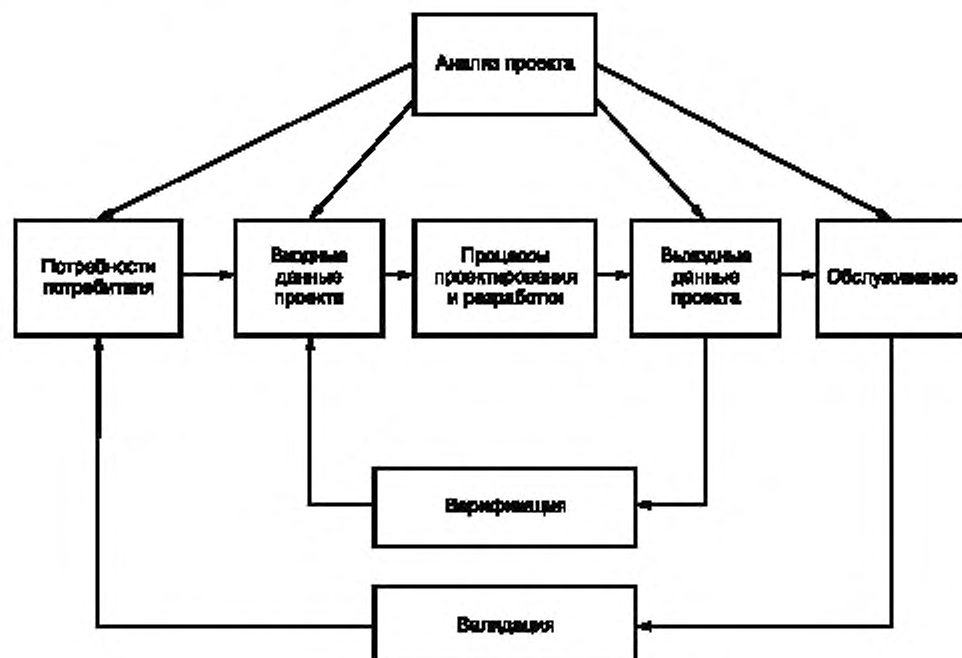 Анализ проекта
Потребности
потребителя
Входные
данные
проекта
Процессы
проектирования
и разработки
Выходные
данные
проекта
Обслуживание
Верификация
Валидация